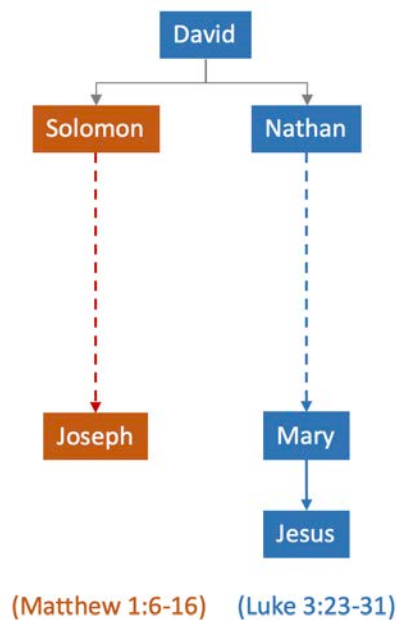 David
Solomon
Nathan
Joseph
Mary
Jesus
(Matthew 1:6-16)
(Luke 3:23-31)